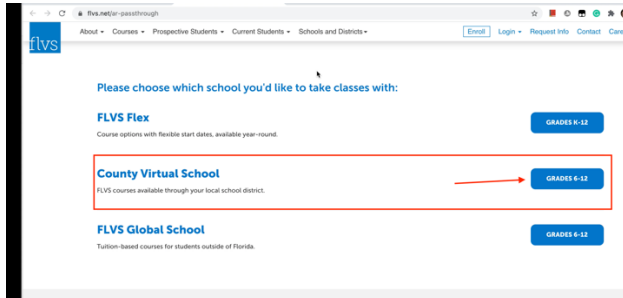 flvs.net/ar-passthrough
flvs
About Courses Prospective Students Current Students Schools and Districts
Enroll Login Request Info Contact Care
Please choose which school you'd like to take classes with:
FLVS Flex
Course options with flexible start dates, available year-round.
GRADES K-12
County Virtual School
FLVS courses available through your local school district.
GRADES 6-12
FLVS Global School
Tuition-based courses for students outside of Florida.
GRADES 6-12